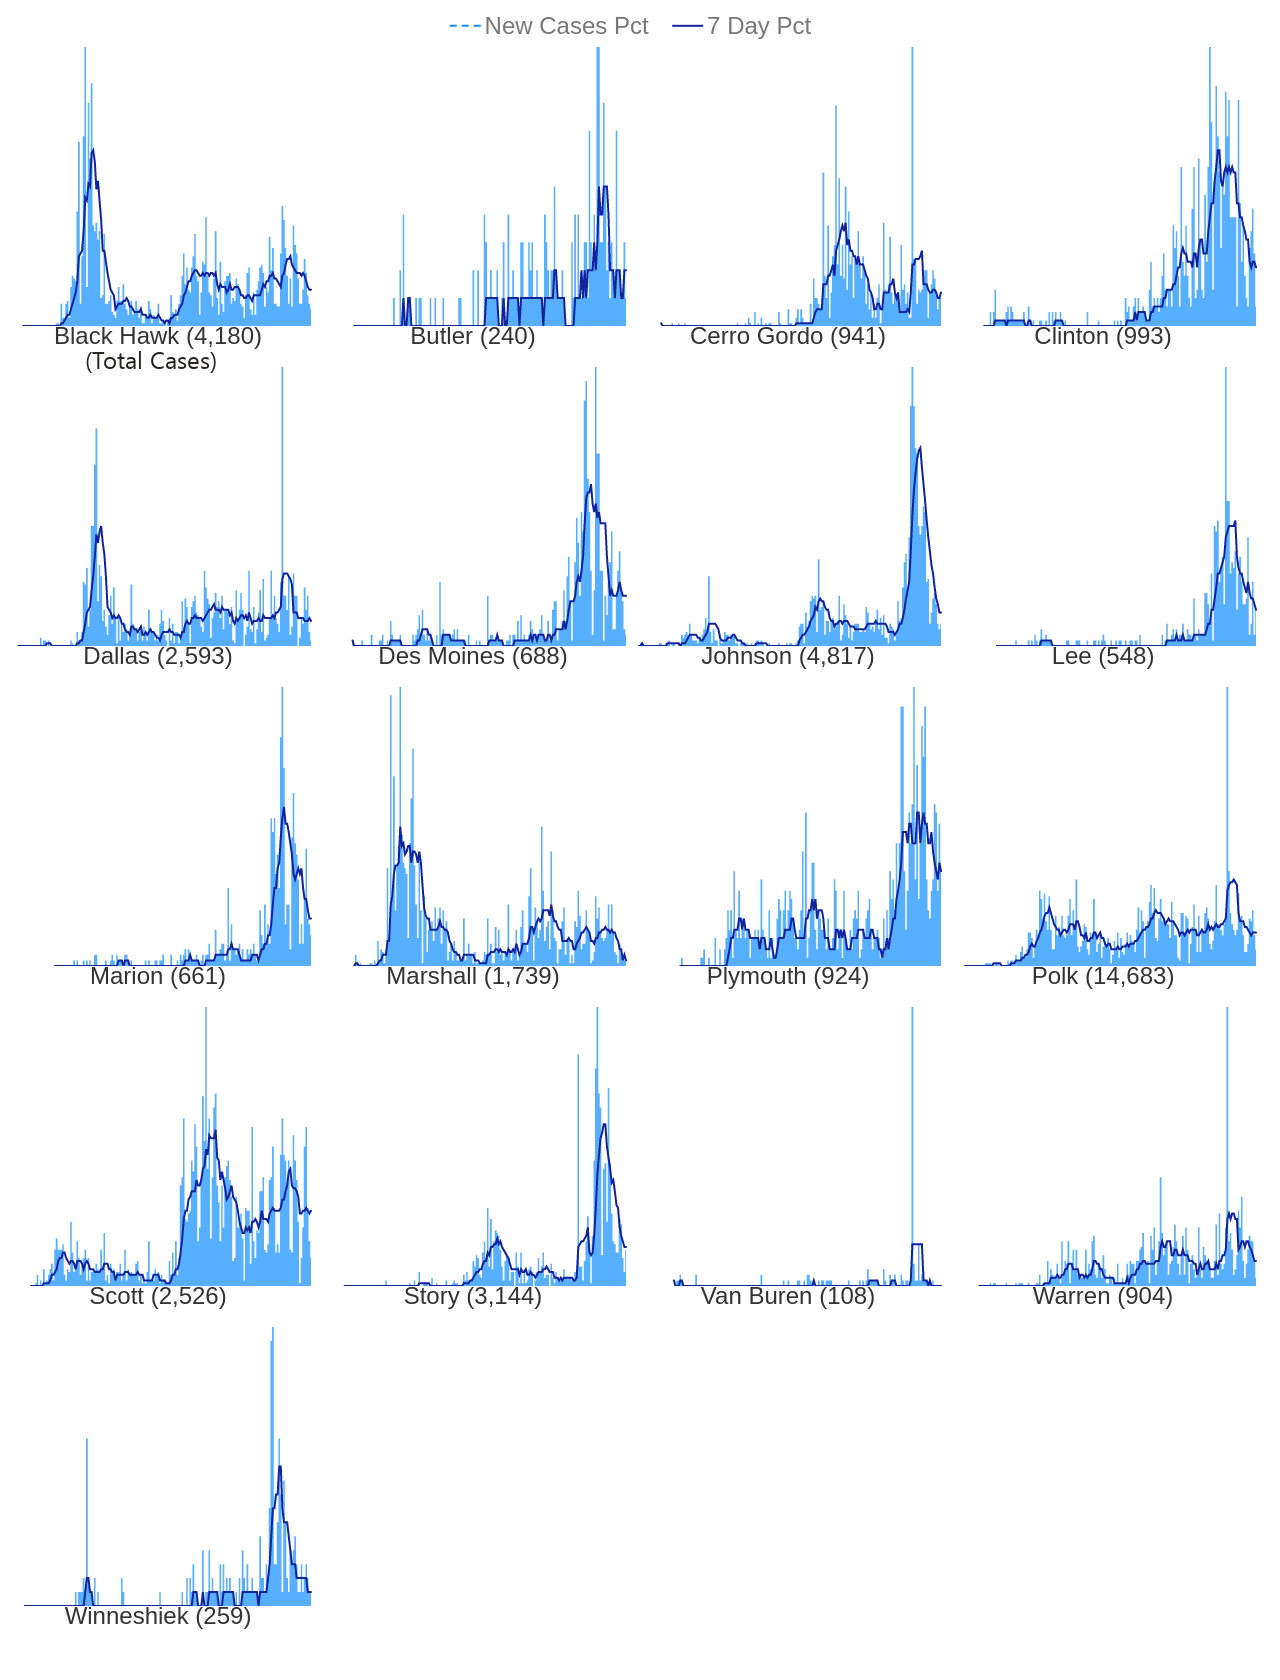 New Cases Pct 7 Day Pct
Black Hawk (4,180) Butler (240) Cerro Gordo (941) Clinton (993)
(Total Cases)
Dallas (2,593) Des Moines (688) Johnson (4,817) Lee (548)
Marion (661) Marshall (1,739) Plymouth (924) Polk (14,683)
Scott (2,526) Story (3,144) Van Buren (108) Warren (904)
Winneshiek (259)